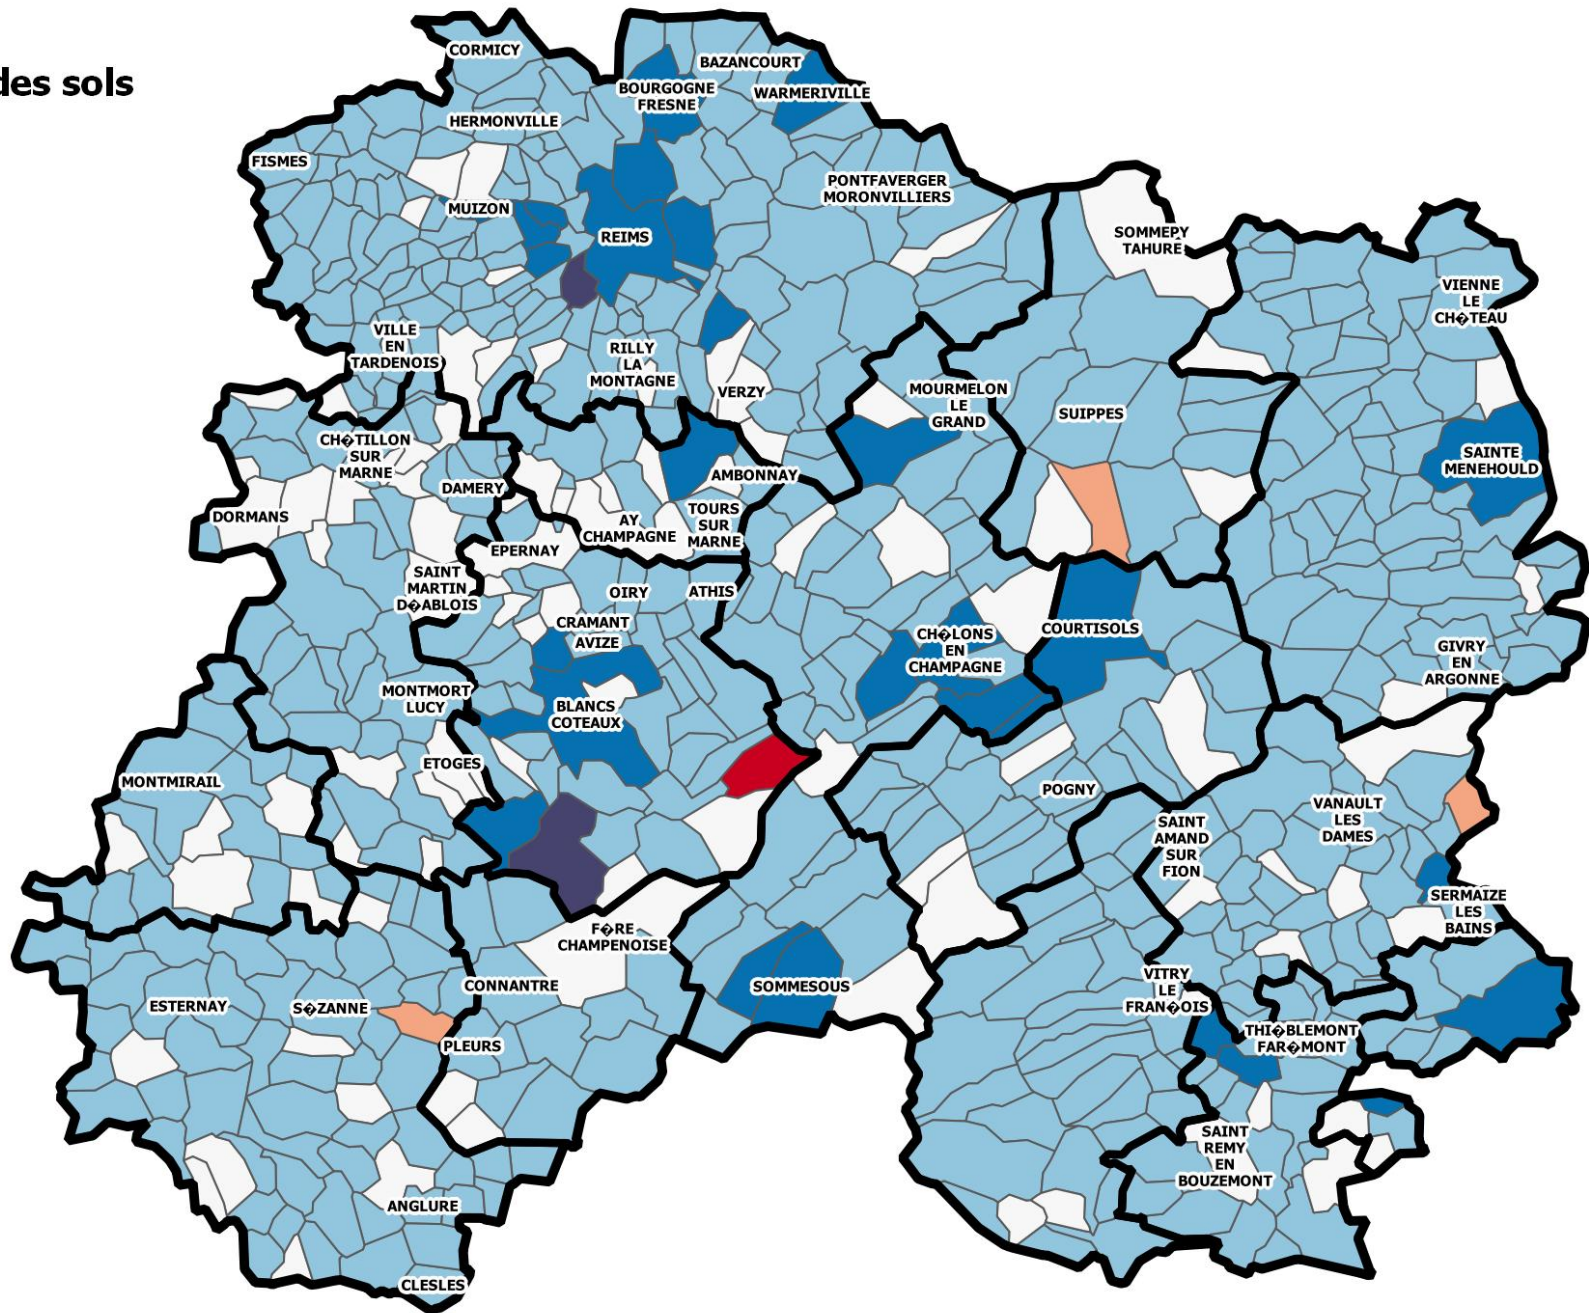 des sols
CORMICY
BAZANCOURT
BOURGOGNE
FRESNE
WARMERIVILLE
HERMONVILLE
FISMES
PONTFAVERGER
MORONVILLIERS
MUIZON
REIMS
SOMMEPY
TAHURE
VIENNE
LE
CH�TEAU
VILLE
EN
TARDENOIS
RILLY
LA
MONTAGNE
VERZY
MOURMELON
LE
GRAND
SUIPPES
CH�TILLON
SUR
MARNE
SAINTE
MENEHOULD
DAMERY
AMBONNAY
DORMANS
AY
CHAMPAGNE
TOURS
SUR
MARNE
EPERNAY
SAINT
MARTIN
D�ABLOIS
OIRY
ATHIS
CRAMANT
AVIZE
CH�LONS
EN
CHAMPAGNE
COURTISOLS
GIVRY
EN
ARGONNE
MONTMORT
LUCY
BLANCS
COTEAUX
ETOGES
MONTMIRAIL
POGNY
VANAULT
LES
DAMES
SAINT
AMAND
SUR
FION
SERMAIZE
LES
BAINS
F�RE
CHAMPENOISE
CONNANTRE
SOMMESOUS
ESTERNAY
S�ZANNE
VITRY
LE
FRAN�OIS
THI�BLEMONT
FAR�MONT
PLEURS
SAINT
REMY
EN
BOUZEMONT
ANGLURE
CLESLES